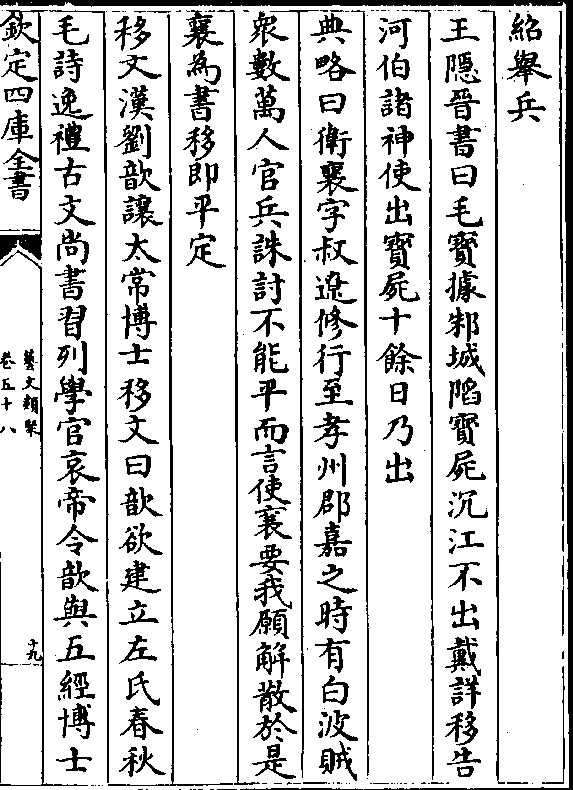 紹舉兵
王隱晉書曰毛寶據邾城陷寶屍沉江不出戴詳移告
河伯諸神使出寶屍十餘日乃出
典略曰衛襄字叔遼修行至孝州郡嘉之時有白波賊
衆數萬人官兵誅討不能平而言使襄要我願解散於是
襄為書移即平定
移文漢劉歆讓太常博士移文曰歆欲建立左氏春秋
毛詩逸禮古文尚書習列學官哀帝令歆與五經博士
欽定四庫全書
藝文類聚
卷五十八
十九